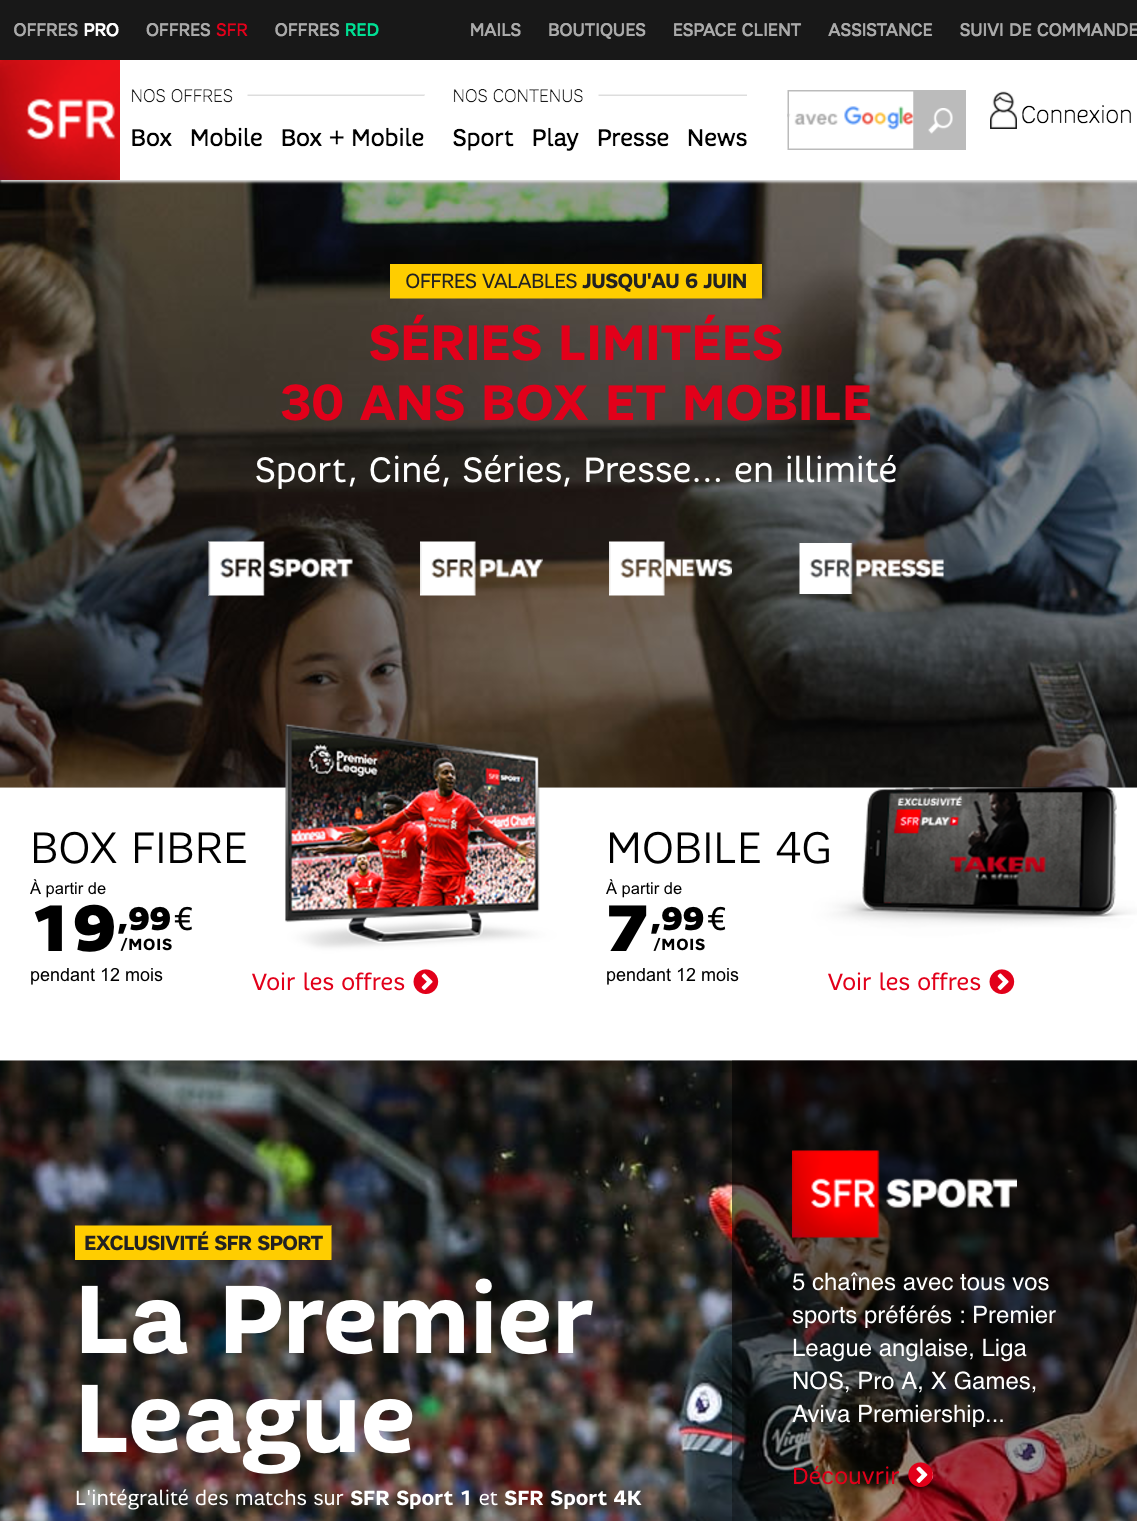 OFFRES PRO OFFRES SFR OFFRES RED MAILS BOUTIQUES ESPACE CLIENT ASSISTANCE SUIVI DE COMMANDE
SFR
NOS OFFRES
Box Mobile Box + Mobile
NOS CONTENUS
Sport Play Presse News
avec Google
Connexion
OFFRES VALABLES JUSQU'AU 6 JUIN
SÉRIES LIMITÉES
30 ANS BOX ET MOBILE
Sport, Ciné, Séries, Presse... en illimité
SFR SPORT SFR PLAY SFR NEWS SFR PRESSE
Premier
League
SFR SPORT 1
BOX FIBRE
À partir de
19,99€
/MOIS
pendant 12 mois
Voir les offres
EXCLUSIVITÉ
SFR PLAY
TAKEN
LA SÉRIE
MOBILE 4G
À partir de
7,99€
/MOIS
pendant 12 mois
Voir les offres
EXCLUSIVITÉ SFR SPORT
La Premier
League
L'intégralité des matchs sur SFR Sport 1 et SFR Sport 4K
SFR SPORT
5 chaînes avec tous vos
sports préférés : Premier
League anglaise, Liga
NOS, Pro A, X Games,
Aviva Premiership...
Découvrir
Virgin